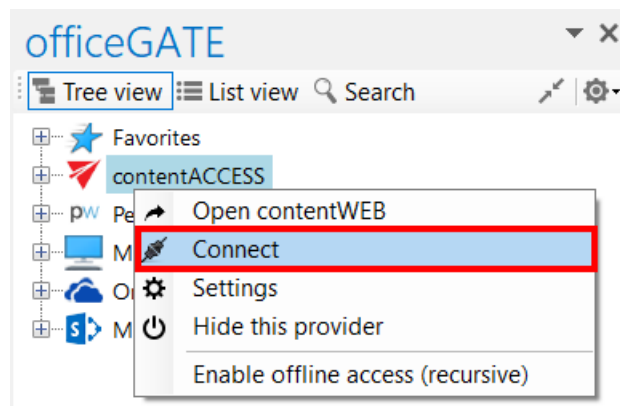 officeGATE
Tree view List view Search
Favorites
contentACCESS
pw Pe
Open contentWEB
M
Connect
Settings
M
Hide this provider
Enable offline access (recursive)